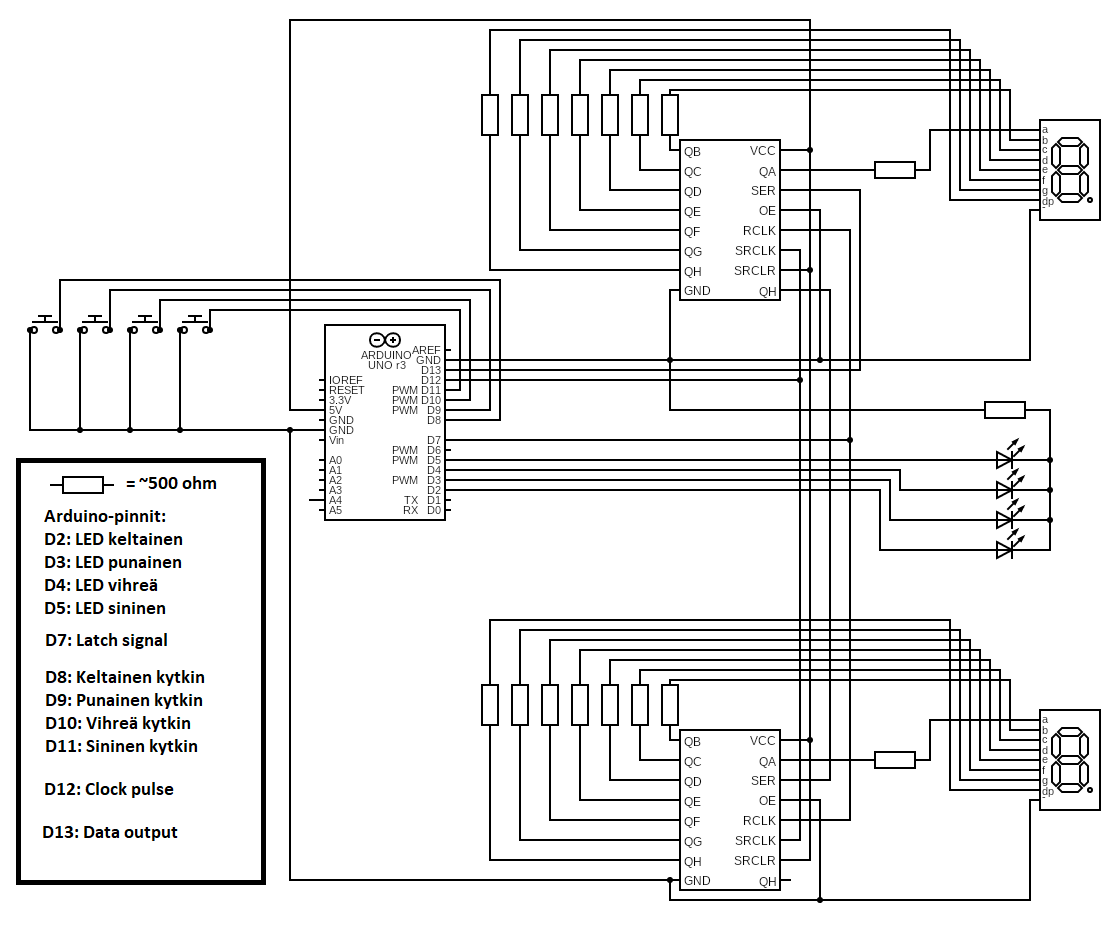 a
b
c
d
e
f
g
dp
-
QB VCC
QC QA
QD SER
QE OE
QF RCLK
QG SRCLK
QH SRCLR
GND QH
ARDUINO
UNO r3
AREF
GND
D13
IOREF D12
RESET PWM D11
3.3V PWM D10
5V PWM D9
GND D8
GND
Vin D7
PWM D6
A0 PWM D5
A1 D4
A2 PWM D3
A3 D2
A4 TX D1
A5 RX D0
= ~500 ohm
Arduino-pinnit:
D2: LED keltainen
D3: LED punainen
D4: LED vihreä
D5: LED sininen
D7: Latch signal
D8: Keltainen kytkin
D9: Punainen kytkin
D10: Vihreä kytkin
D11: Sininen kytkin
D12: Clock pulse
D13: Data output
a
b
c
d
e
f
g
dp
-
QB VCC
QC QA
QD SER
QE OE
QF RCLK
QG SRCLK
QH SRCLR
GND QH